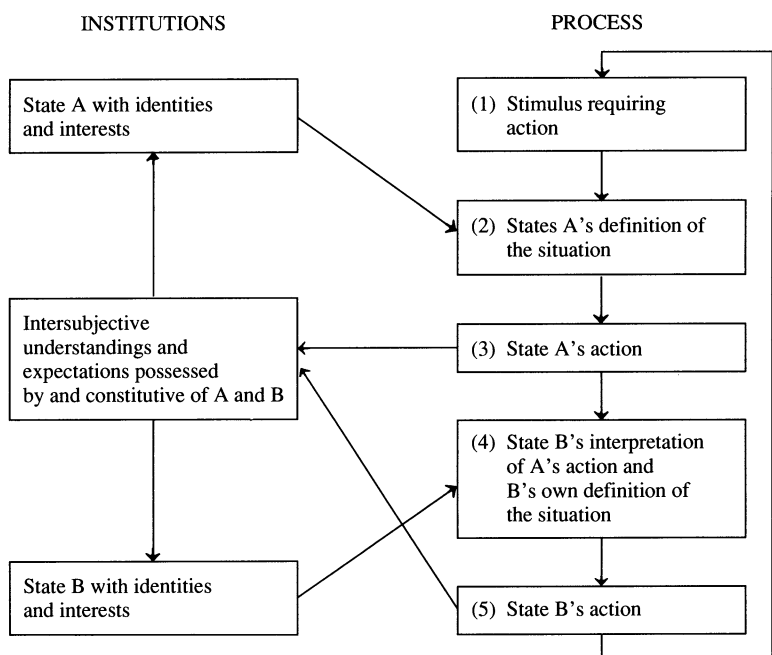 INSTITUTIONS
PROCESS
State A with identities
and interests
Intersubjective
understandings and
expectations possessed
by and constitutive of A and B
State B with identities
and interests
(1) Stimulus requiring
action
(2) States A's definition of
the situation
(3) State A's action
(4) State B's interpretation
of A's action and
B's own definition of
the situation
(5) State B's action